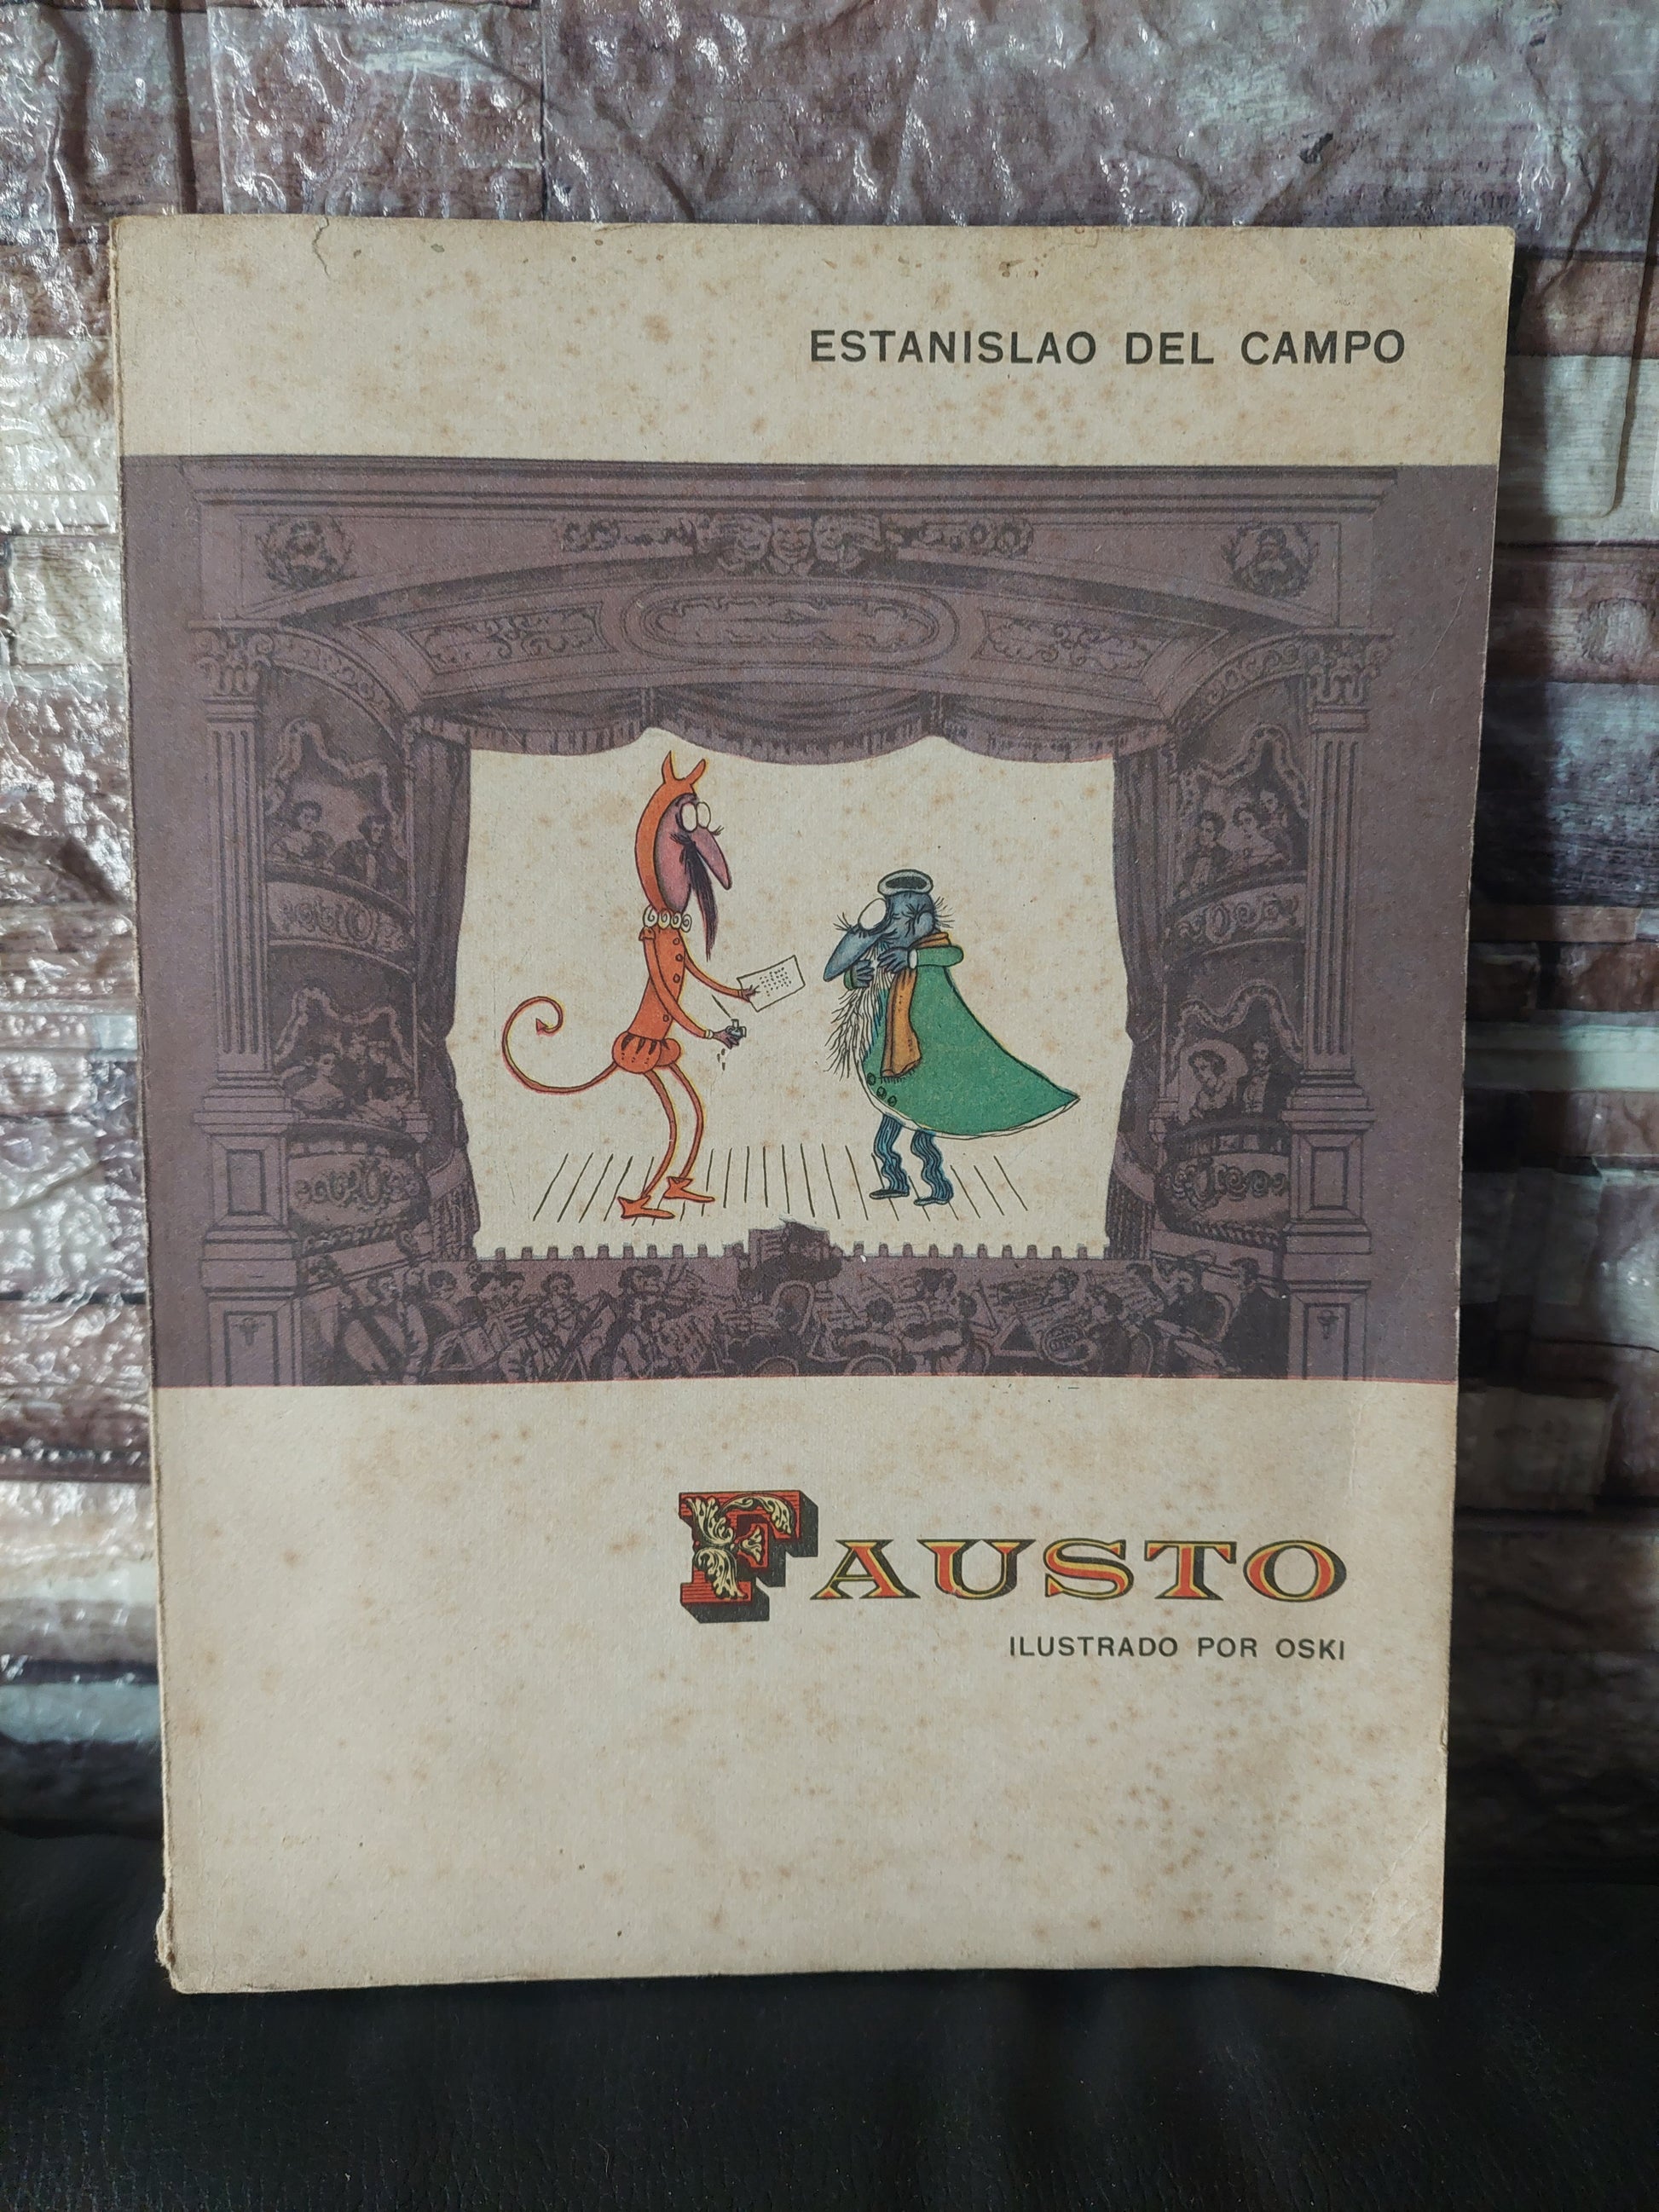 ESTANISLAO DEL CAMPO
FAUSTO
ILUSTRADO POR OSKI